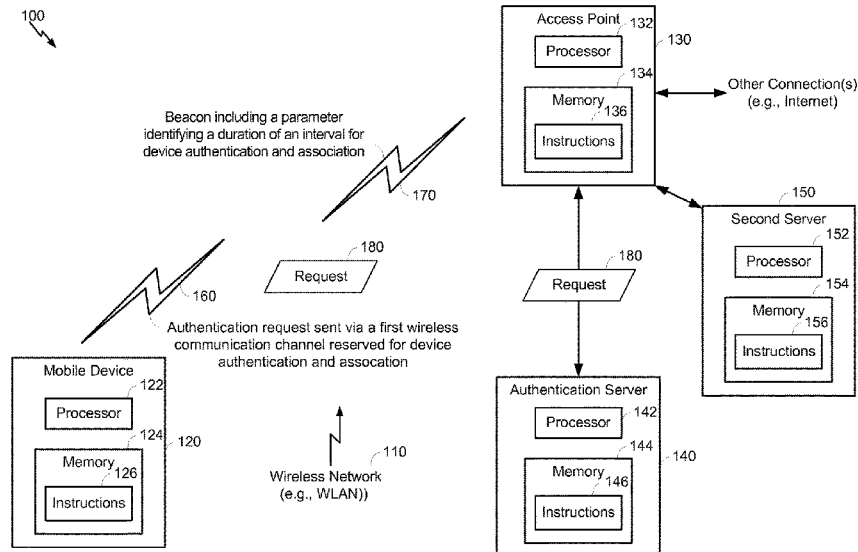 100
Access Point
132
130
Processor
134
Memory
136
Instructions
Other Connection(s)
(e.g., Internet)
Beacon including a parameter
identifying a duration of an interval for
device authentication and association
170
150
Second Server
152
Processor
154
Memory
156
Instructions
180
Request
180
Request
160
Authentication request sent via a first wireless
communication channel reserved for device
authentication and assocation
Mobile Device
122
Processor
124
120
Memory
126
Instructions
110
Wireless Network
(e.g., WLAN))
Authentication Server
142
Processor
144
140
Memory
146
Instructions